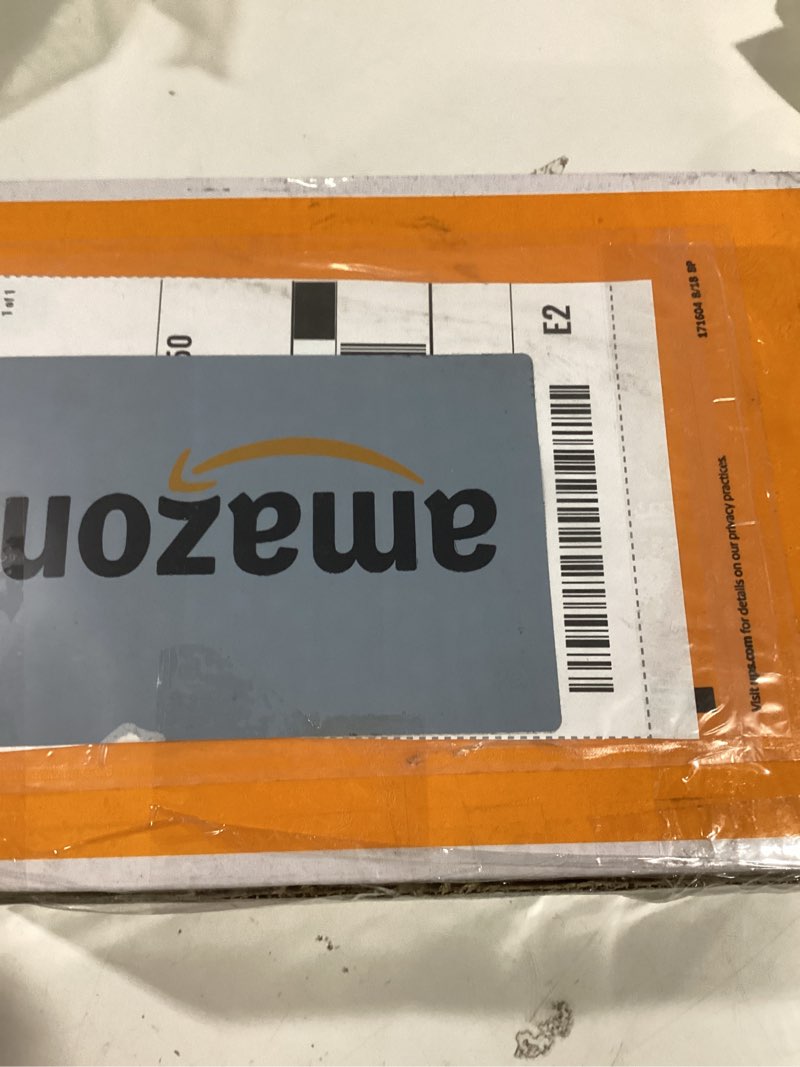 1 of 1
50
E2
amazon
171604 8/18 BP
Visit ups.com for details on our privacy practices.